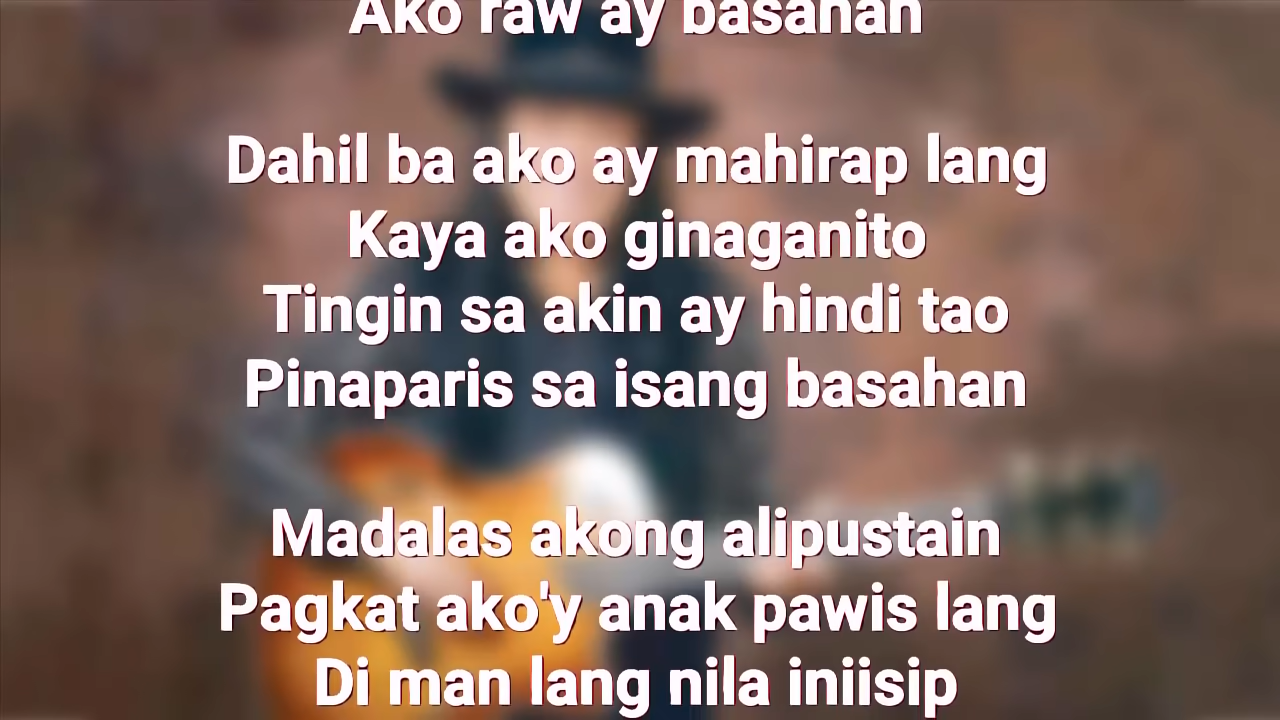 Ako raw ay basahan
Dahil ba ako ay mahirap lang
Kaya ako ginaganito
Tingin sa akin ay hindi tao
Pinaparis sa isang basahan
Madalas akong alipustain
Pagkat ako'y anak pawis lang
Di man lang nila iniisip